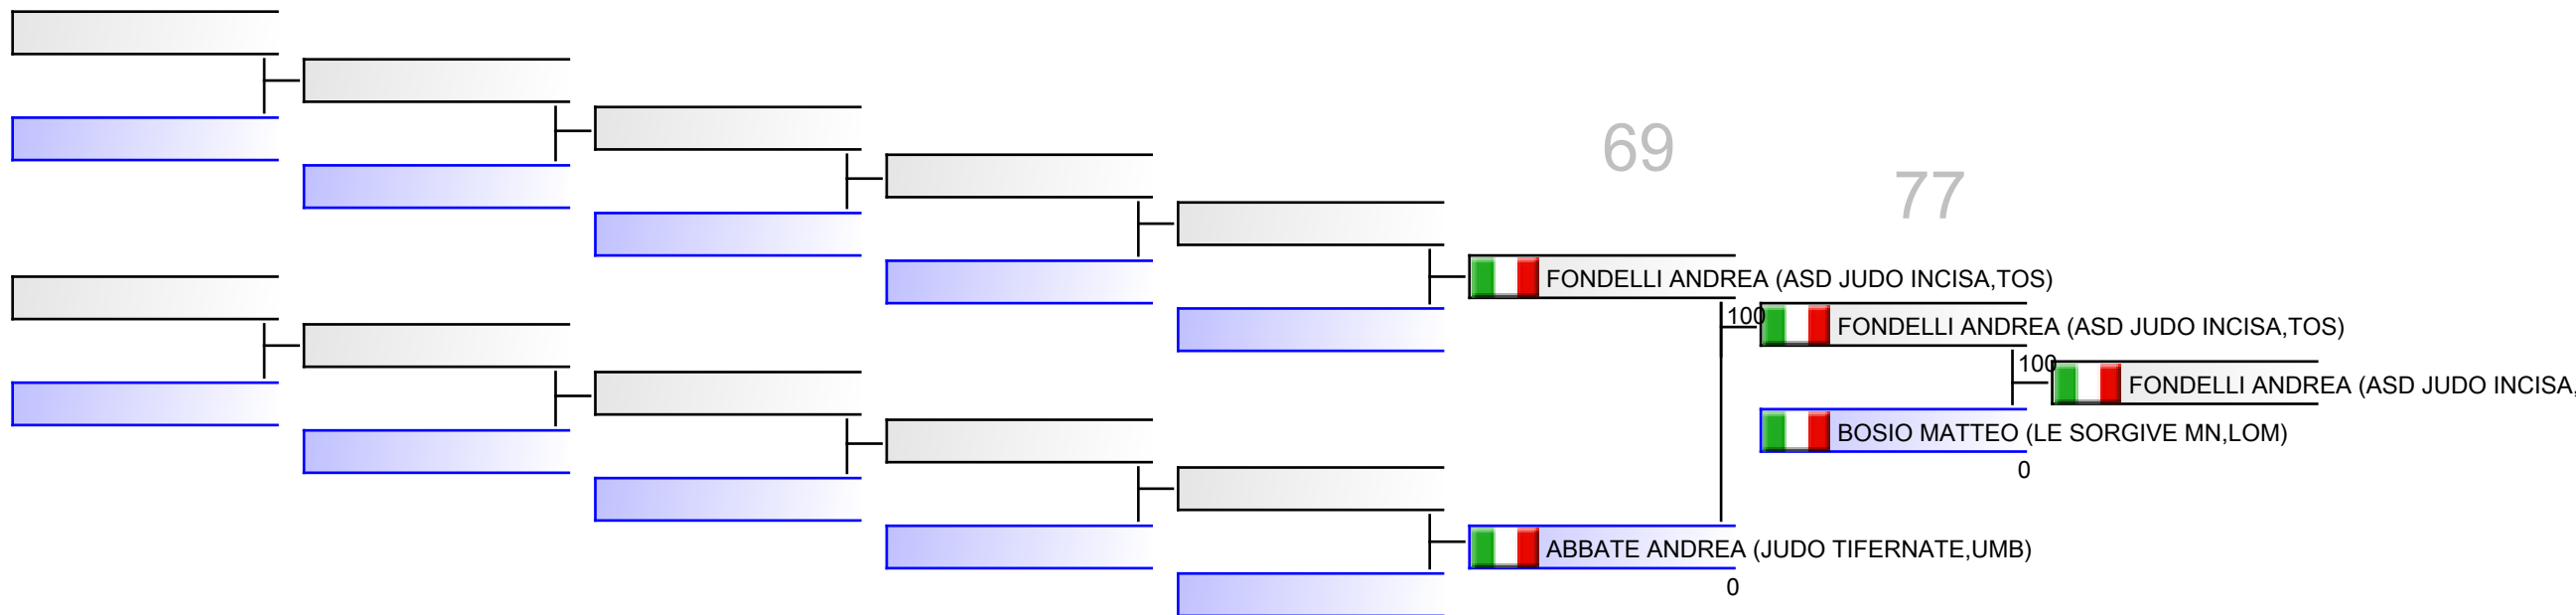 69
77
FONDELLI ANDREA (ASD JUDO INCISA,TOS)
100
FONDELLI ANDREA (ASD JUDO INCISA,TOS)
100
FONDELLI ANDREA (ASD JUDO INCISA,
BOSIO MATTEO (LE SORGIVE MN,LOM)
0
ABBATE ANDREA (JUDO TIFERNATE,UMB)
0